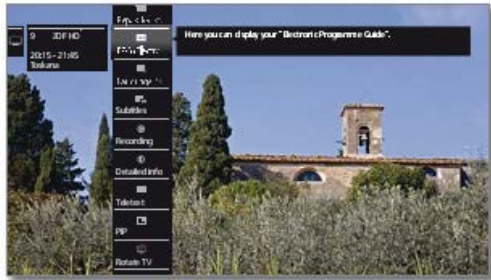 9 ZDF HD
20:15 - 21:45
Toskana
Here you can display your "Electronic Programme Guide".
Subtitles
Recording
Detailed info
Teletext
PIP
Rotate TV